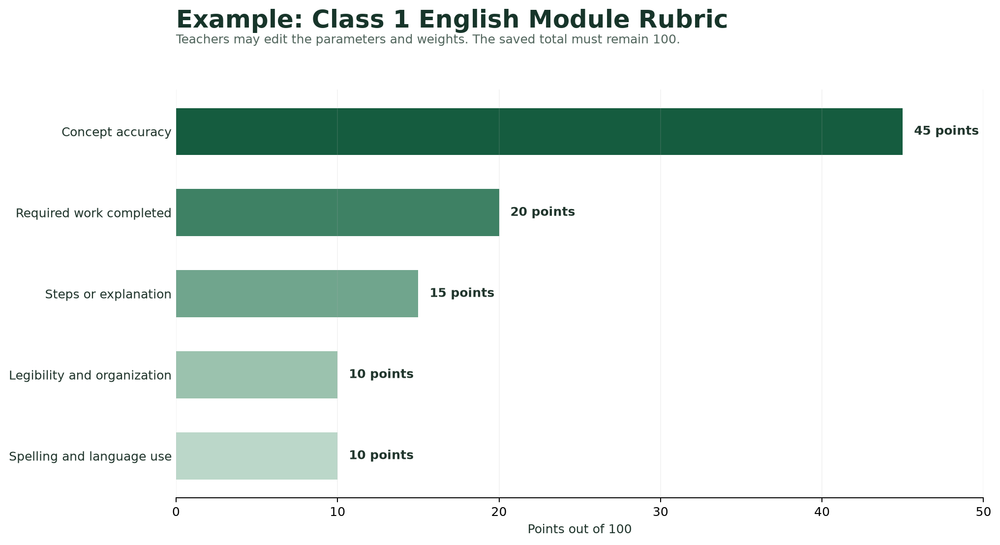 Example: Class 1 English Module Rubric
Teachers may edit the parameters and weights. The saved total must remain 100.
Concept accuracy
45 points
Required work completed
20 points
Steps or explanation
15 points
Legibility and organization
10 points
Spelling and language use
10 points
0 10 20 30 40 50
Points out of 100